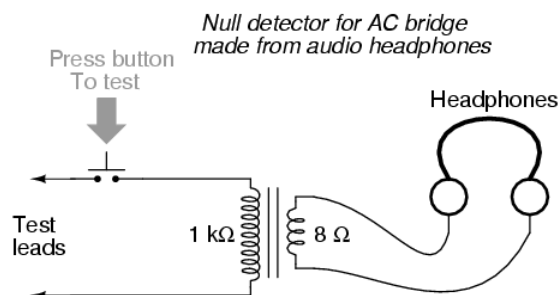 Null detector for AC bridge
made from audio headphones
Press button
To test
Headphones
Test
leads
1 kΩ
8 Ω